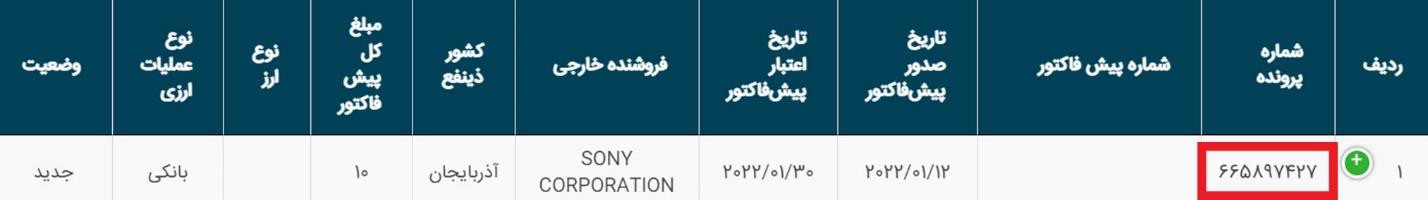 ردیف
شماره
پرونده
شماره پیش فاکتور
تاریخ
صدور
پیش‌فاکتور
تاریخ
اعتبار
پیش‌فاکتور
فروشنده خارجی
کشور
ذینفع
مبلغ
کل
پیش
فاکتور
نوع
ارز
نوع
عملیات
ارزی
وضعیت
۱
+
۶۶۵۸۹۷۴۲۷
۲۰۲۲/۰۱/۱۲
۲۰۲۲/۰۱/۳۰
SONY
CORPORATION
آذربایجان
۱۰
بانکی
جدید